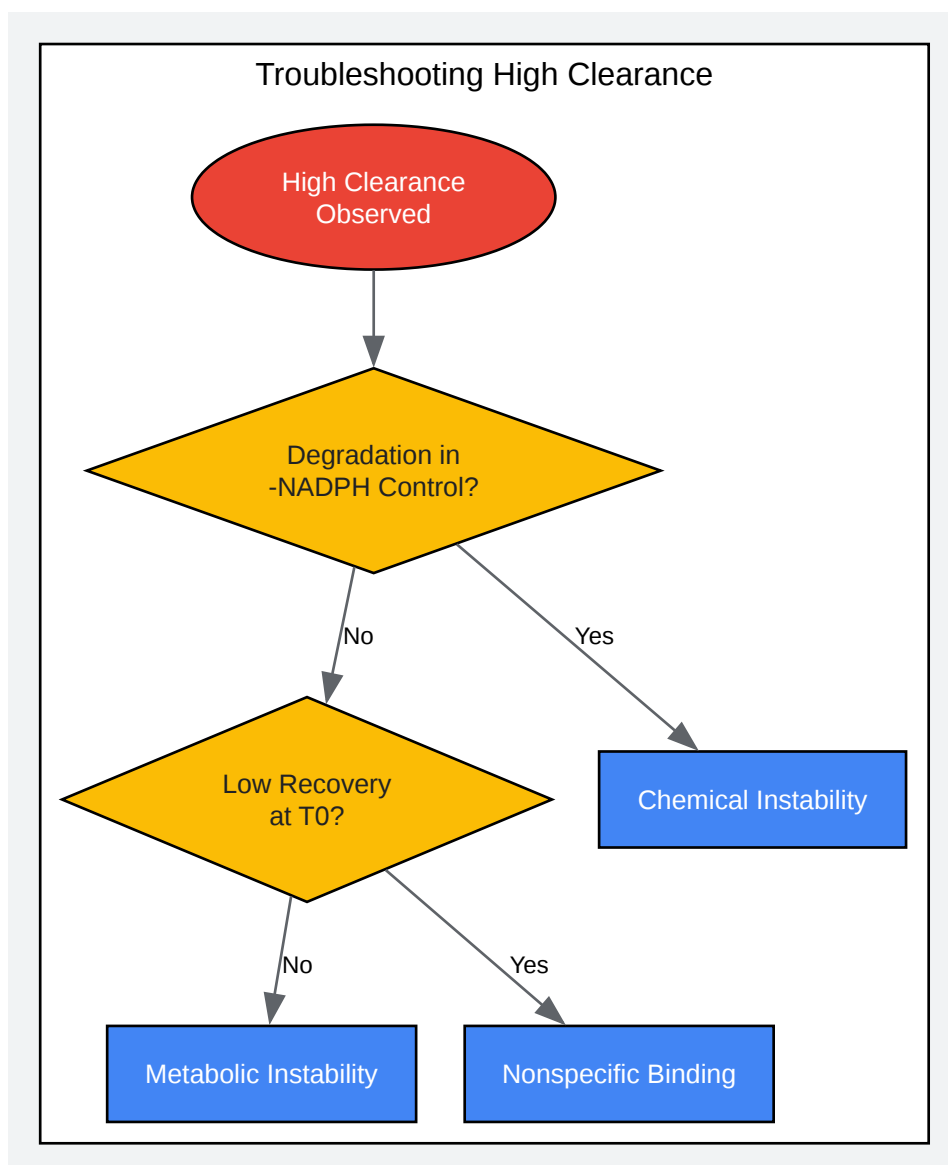 Troubleshooting High Clearance
High Clearance
Observed
Degradation in
-NADPH Control?
No
Yes
Low Recovery
at T0?
Chemical Instability
No
Yes
Metabolic Instability
Nonspecific Binding